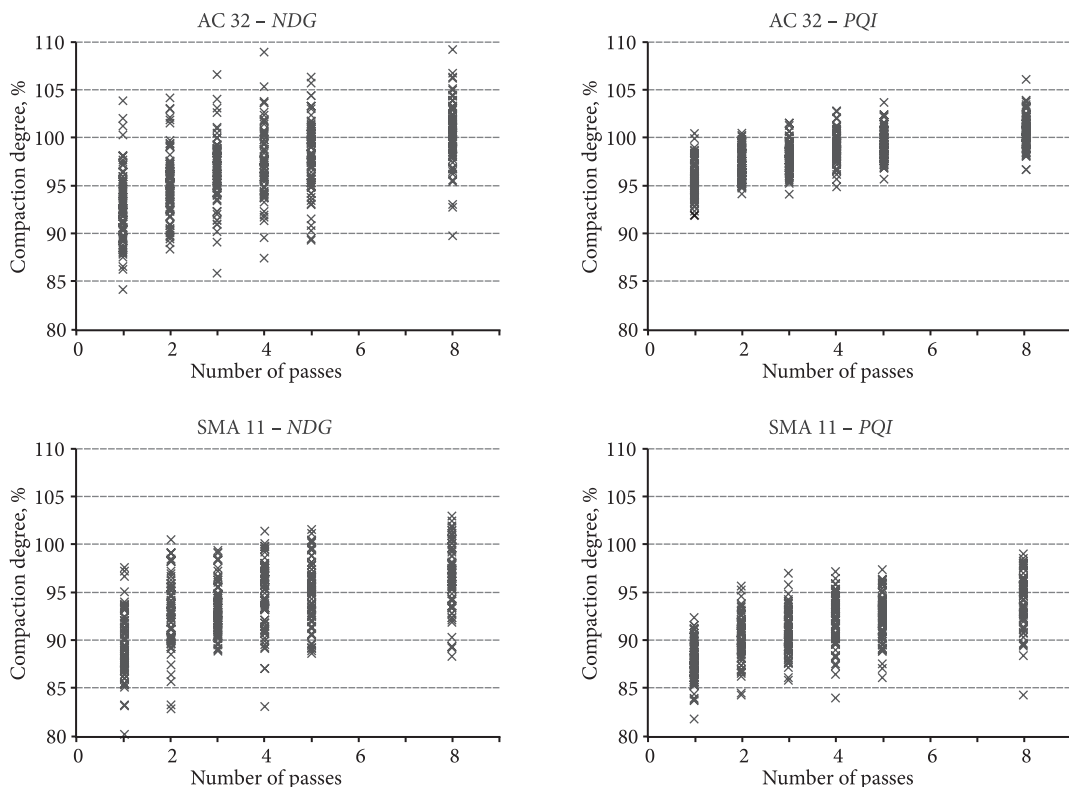 AC 32 – NDG
Compaction degree, %
110
105
100
95
90
85
80
0 2 4 6 8
Number of passes
AC 32 – PQI
Compaction degree, %
110
105
100
95
90
85
80
0 2 4 6 8
Number of passes
SMA 11 – NDG
Compaction degree, %
110
105
100
95
90
85
80
0 2 4 6 8
Number of passes
SMA 11 – PQI
Compaction degree, %
110
105
100
95
90
85
80
0 2 4 6 8
Number of passes